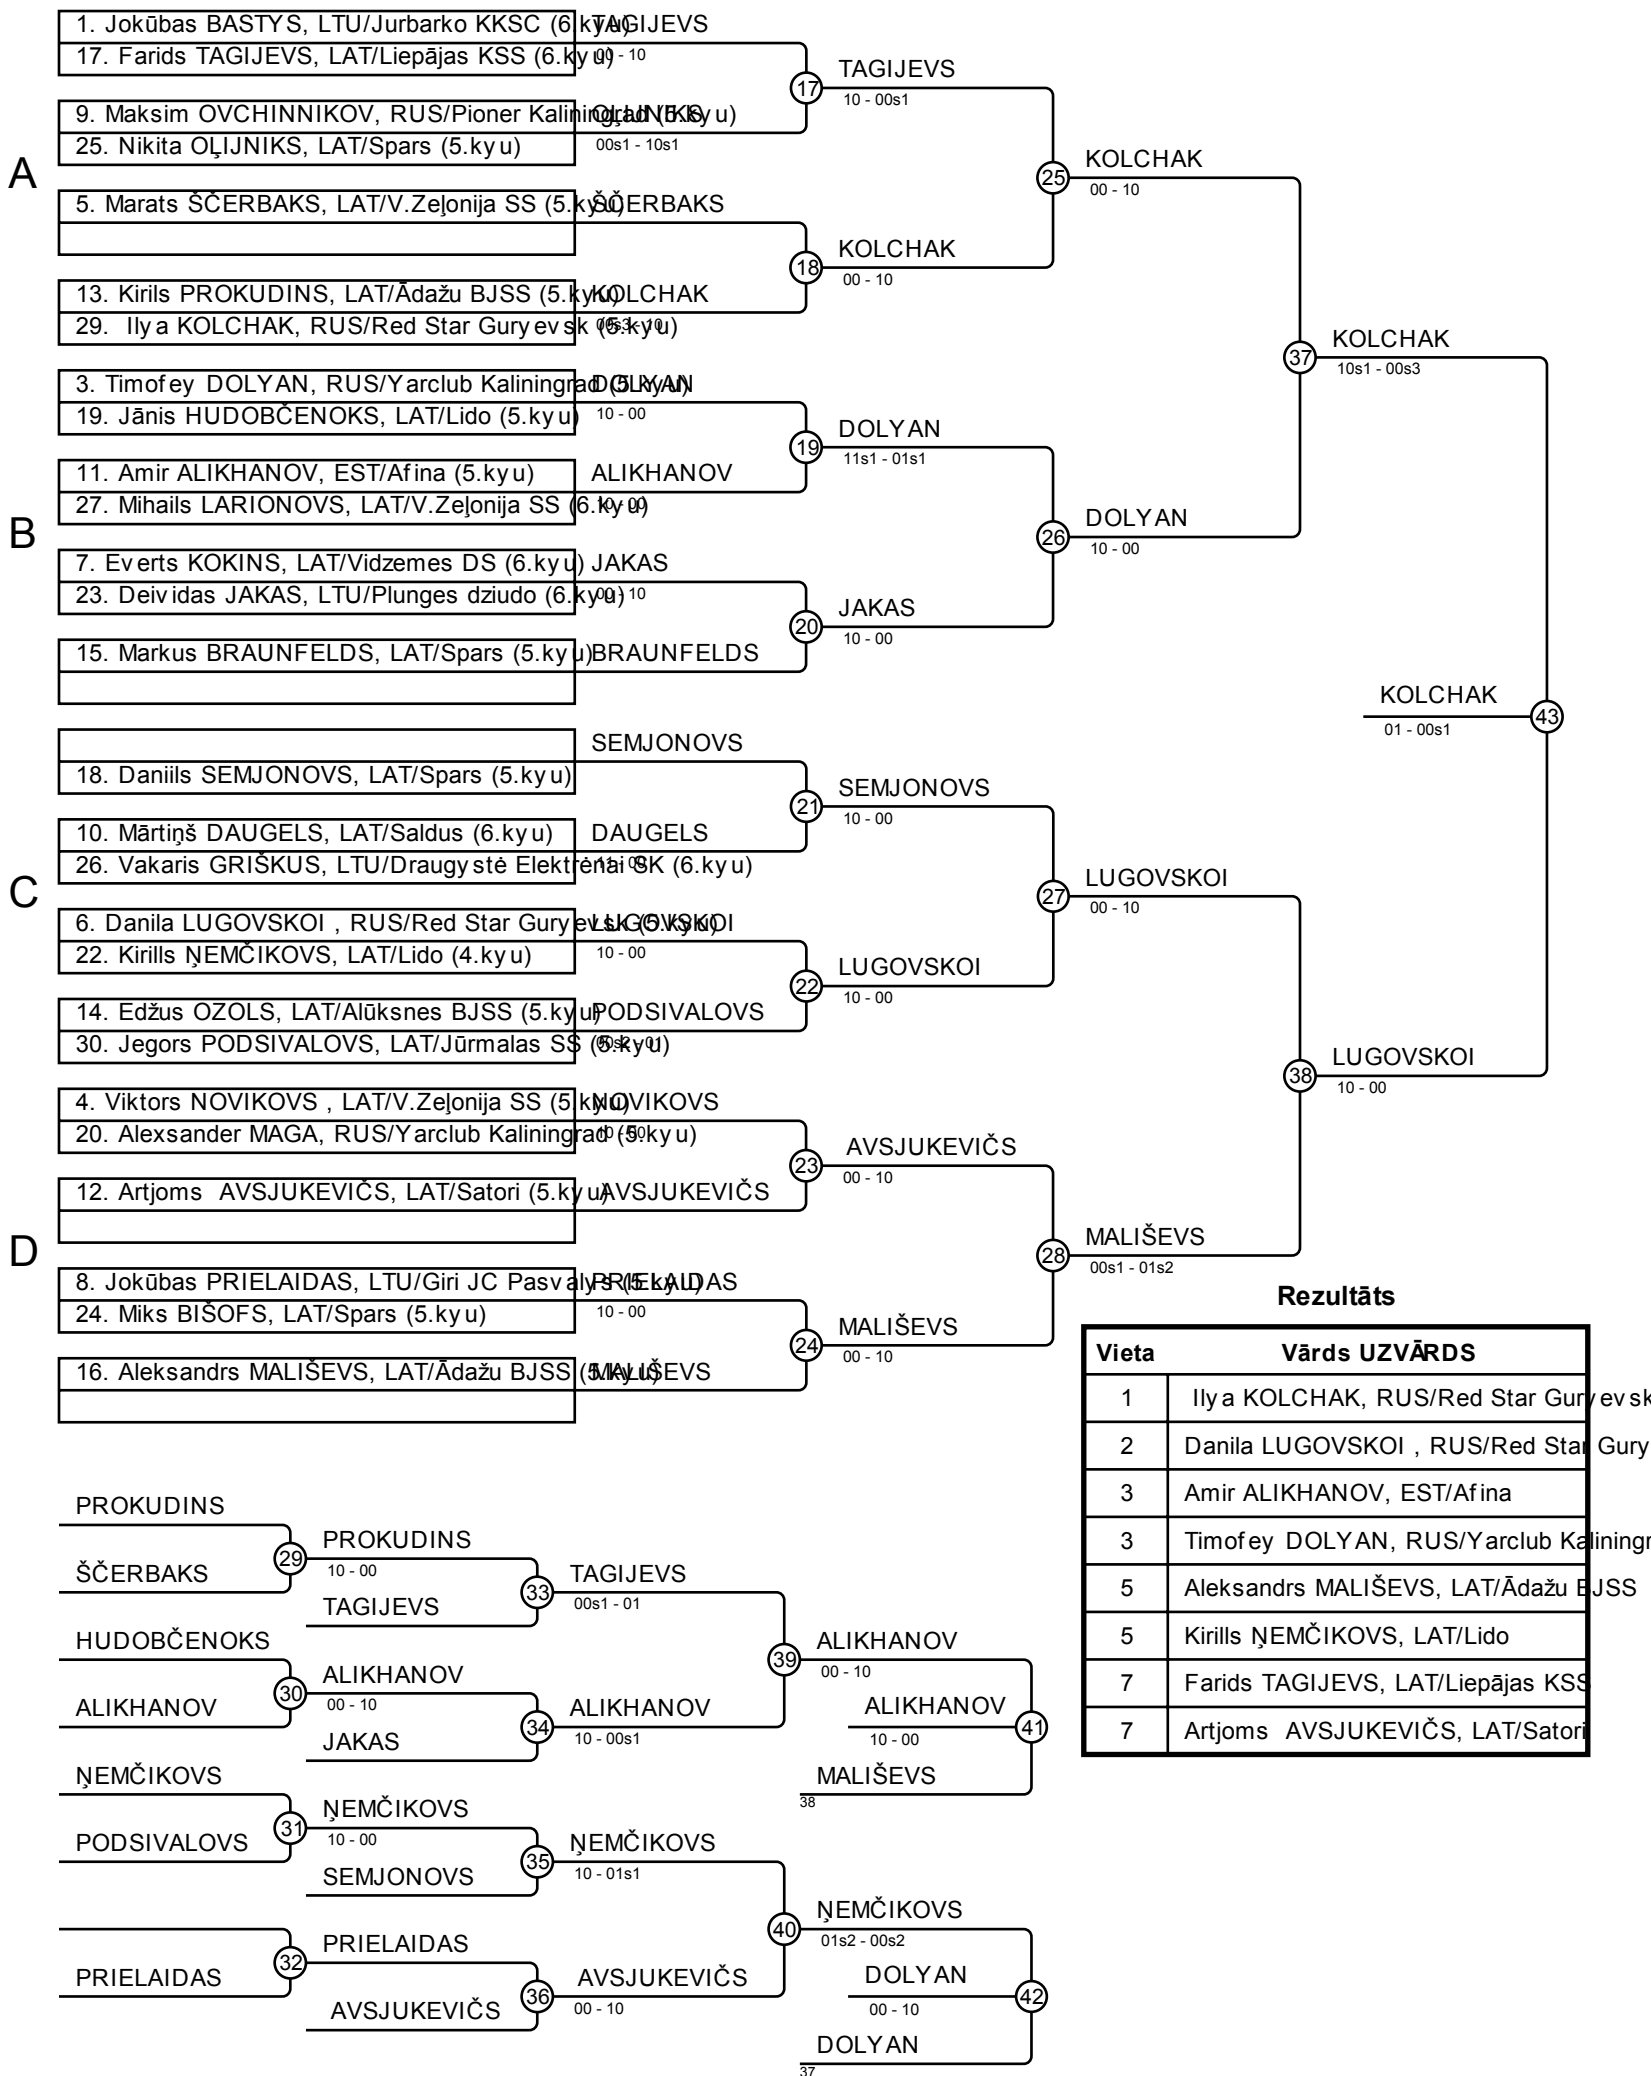 1. Jokūbas BASTYS, LTU/Jurbarko KKSC (6.kyu)
TAGIJEVS
17. Farids TAGIJEVS, LAT/Liepājas KSS (6.kyu)
00 - 10
17
TAGIJEVS
10 - 00s1
9. Maksim OVCHINNIKOV, RUS/Pioner Kaliningrad (5.kyu)
OĻIJNIKS
25. Nikita OĻIJNIKS, LAT/Spars (5.kyu)
00s1 - 10s1
A
25
KOLCHAK
00 - 10
5. Marats ŠČERBAKS, LAT/V.Zeļonija SS (5.kyu)
ŠČERBAKS
18
KOLCHAK
00 - 10
13. Kirils PROKUDINS, LAT/Ādažu BJSS (5.kyu)
KOLCHAK
29. Ilya KOLCHAK, RUS/Red Star Guryevsk (5.kyu)
00s3 - 10
37
KOLCHAK
10s1 - 00s3
3. Timofey DOLYAN, RUS/Yarclub Kaliningrad (5.kyu)
DOLYAN
19. Jānis HUDOBČENOKS, LAT/Lido (5.kyu)
10 - 00
19
DOLYAN
11s1 - 01s1
11. Amir ALIKHANOV, EST/Afina (5.kyu)
ALIKHANOV
27. Mihails LARIONOVS, LAT/V.Zeļonija SS (6.kyu)
10 - 00
B
26
DOLYAN
10 - 00
7. Everts KOKINS, LAT/Vidzemes DS (6.kyu)
JAKAS
23. Deividas JAKAS, LTU/Plunges dziudo (6.kyu)
00 - 10
20
JAKAS
10 - 00
15. Markus BRAUNFELDS, LAT/Spars (5.kyu)
BRAUNFELDS
KOLCHAK
43
01 - 00s1
SEMJONOVS
18. Daniils SEMJONOVS, LAT/Spars (5.kyu)
21
SEMJONOVS
10 - 00
10. Mārtiņš DAUGELS, LAT/Saldus (6.kyu)
DAUGELS
26. Vakaris GRIŠKUS, LTU/Draugystė Elektrėnai SK (6.kyu)
11 - 00
C
27
LUGOVSKOI
00 - 10
6. Danila LUGOVSKOI , RUS/Red Star Guryevsk (5.kyu)
LUGOVSKOI
22. Kirills ŅEMČIKOVS, LAT/Lido (4.kyu)
10 - 00
22
LUGOVSKOI
10 - 00
14. Edžus OZOLS, LAT/Alūksnes BJSS (5.kyu)
PODSIVALOVS
30. Jegors PODSIVALOVS, LAT/Jūrmalas SS (5.kyu)
00s2 - 01
38
LUGOVSKOI
10 - 00
4. Viktors NOVIKOVS , LAT/V.Zeļonija SS (5.kyu)
NOVIKOVS
20. Alexsander MAGA, RUS/Yarclub Kaliningrad (5.kyu)
10 - 00
23
AVSJUKEVIČS
00 - 10
12. Artjoms AVSJUKEVIČS, LAT/Satori (5.kyu)
AVSJUKEVIČS
D
28
MALIŠEVS
00s1 - 01s2
8. Jokūbas PRIELAIDAS, LTU/Giri JC Pasvalys (5.kyu)
PRIELAIDAS
24. Miks BIŠOFS, LAT/Spars (5.kyu)
10 - 00
24
MALIŠEVS
00 - 10
16. Aleksandrs MALIŠEVS, LAT/Ādažu BJSS (5.kyu)
MALIŠEVS
Rezultāts
Vieta Vārds UZVĀRDS
1 Ilya KOLCHAK, RUS/Red Star Guryevsk
2 Danila LUGOVSKOI , RUS/Red Star Gury
3 Amir ALIKHANOV, EST/Afina
3 Timofey DOLYAN, RUS/Yarclub Kaliningr
5 Aleksandrs MALIŠEVS, LAT/Ādažu BJSS
5 Kirills ŅEMČIKOVS, LAT/Lido
7 Farids TAGIJEVS, LAT/Liepājas KSS
7 Artjoms AVSJUKEVIČS, LAT/Satori
PROKUDINS
29
PROKUDINS
10 - 00
ŠČERBAKS
33
TAGIJEVS
00s1 - 01
TAGIJEVS
HUDOBČENOKS
39
ALIKHANOV
00 - 10
30
ALIKHANOV
00 - 10
ALIKHANOV
34
ALIKHANOV
10 - 00s1
JAKAS
ALIKHANOV
41
10 - 00
MALIŠEVS
38
ŅEMČIKOVS
31
ŅEMČIKOVS
10 - 00
PODSIVALOVS
35
ŅEMČIKOVS
10 - 01s1
SEMJONOVS
40
ŅEMČIKOVS
01s2 - 00s2
32
PRIELAIDAS
PRIELAIDAS
36
AVSJUKEVIČS
00 - 10
AVSJUKEVIČS
DOLYAN
42
00 - 10
DOLYAN
37